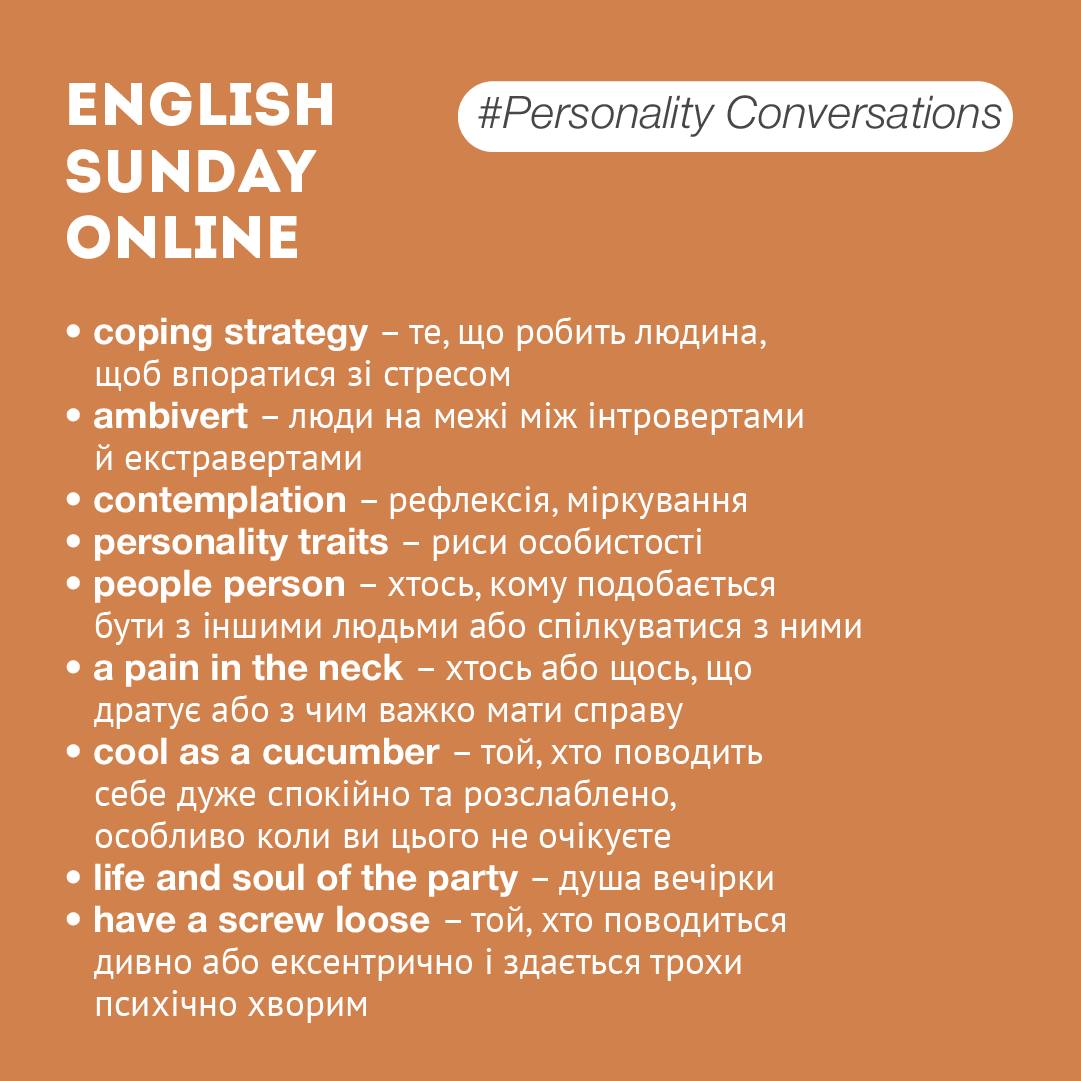 ENGLISH
SUNDAY
ONLINE
#Personality Conversations
• coping strategy – те, що робить людина,
щоб впоратися зі стресом
• ambivert – люди на межі між інтровертами
й екстравертами
• contemplation – рефлексія, міркування
• personality traits – риси особистості
• people person – хтось, кому подобається
бути з іншими людьми або спілкуватися з ними
• a pain in the neck – хтось або щось, що
дратує або з чим важко мати справу
• cool as a cucumber – той, хто поводить
себе дуже спокійно та розслаблено,
особливо коли ви цього не очікуєте
• life and soul of the party – душа вечірки
• have a screw loose – той, хто поводиться
дивно або ексентрично і здається трохи
психічно хворим